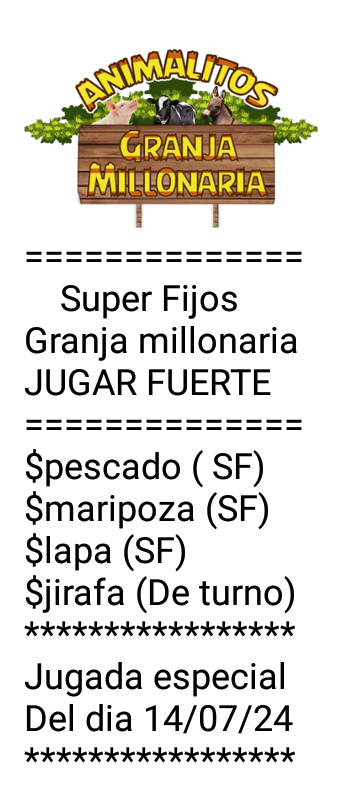 ANIMALITOS
GRANJA
MILLONARIA
==============
Super Fijos
Granja millonaria
JUGAR FUERTE
==============
$pescado ( SF)
$maripoza (SF)
$lapa (SF)
$jirafa (De turno)
*****************
Jugada especial
Del dia 14/07/24
*****************